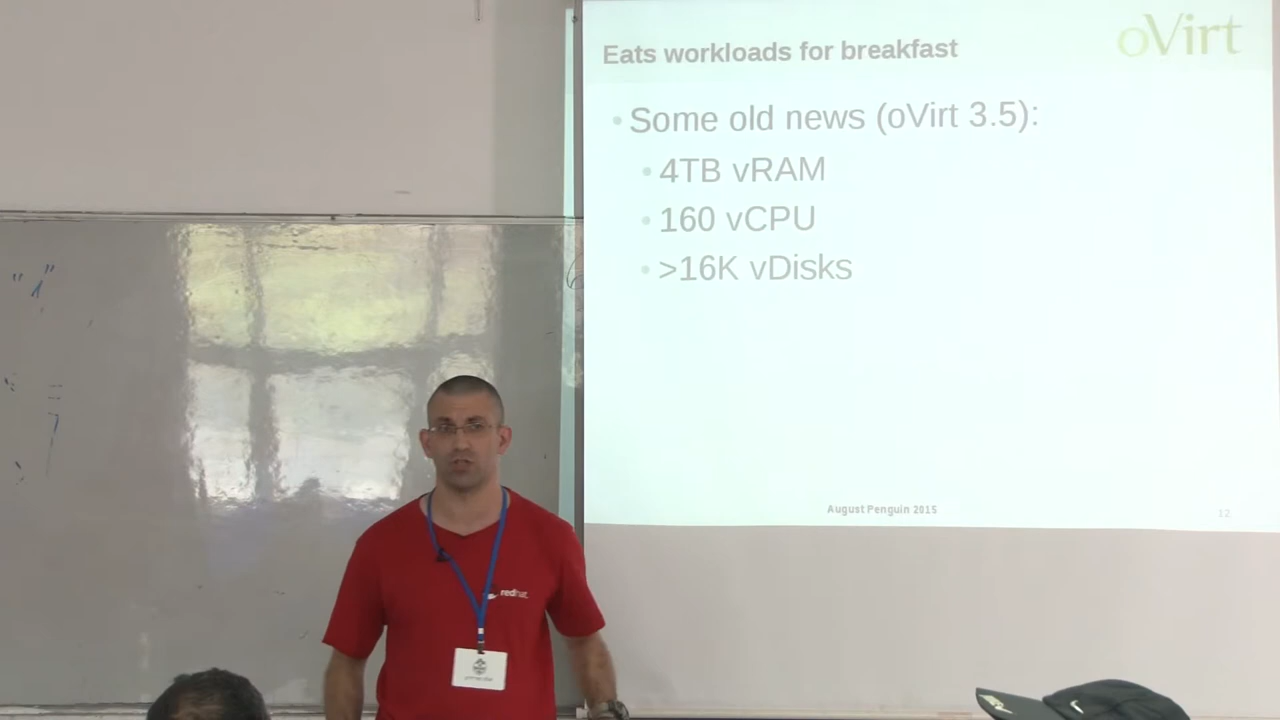 oVirt
Eats workloads for breakfast
Some old news (oVirt 3.5):
4TB vRAM
160 vCPU
>16K vDisks
August Penguin 2015
12
redhat.